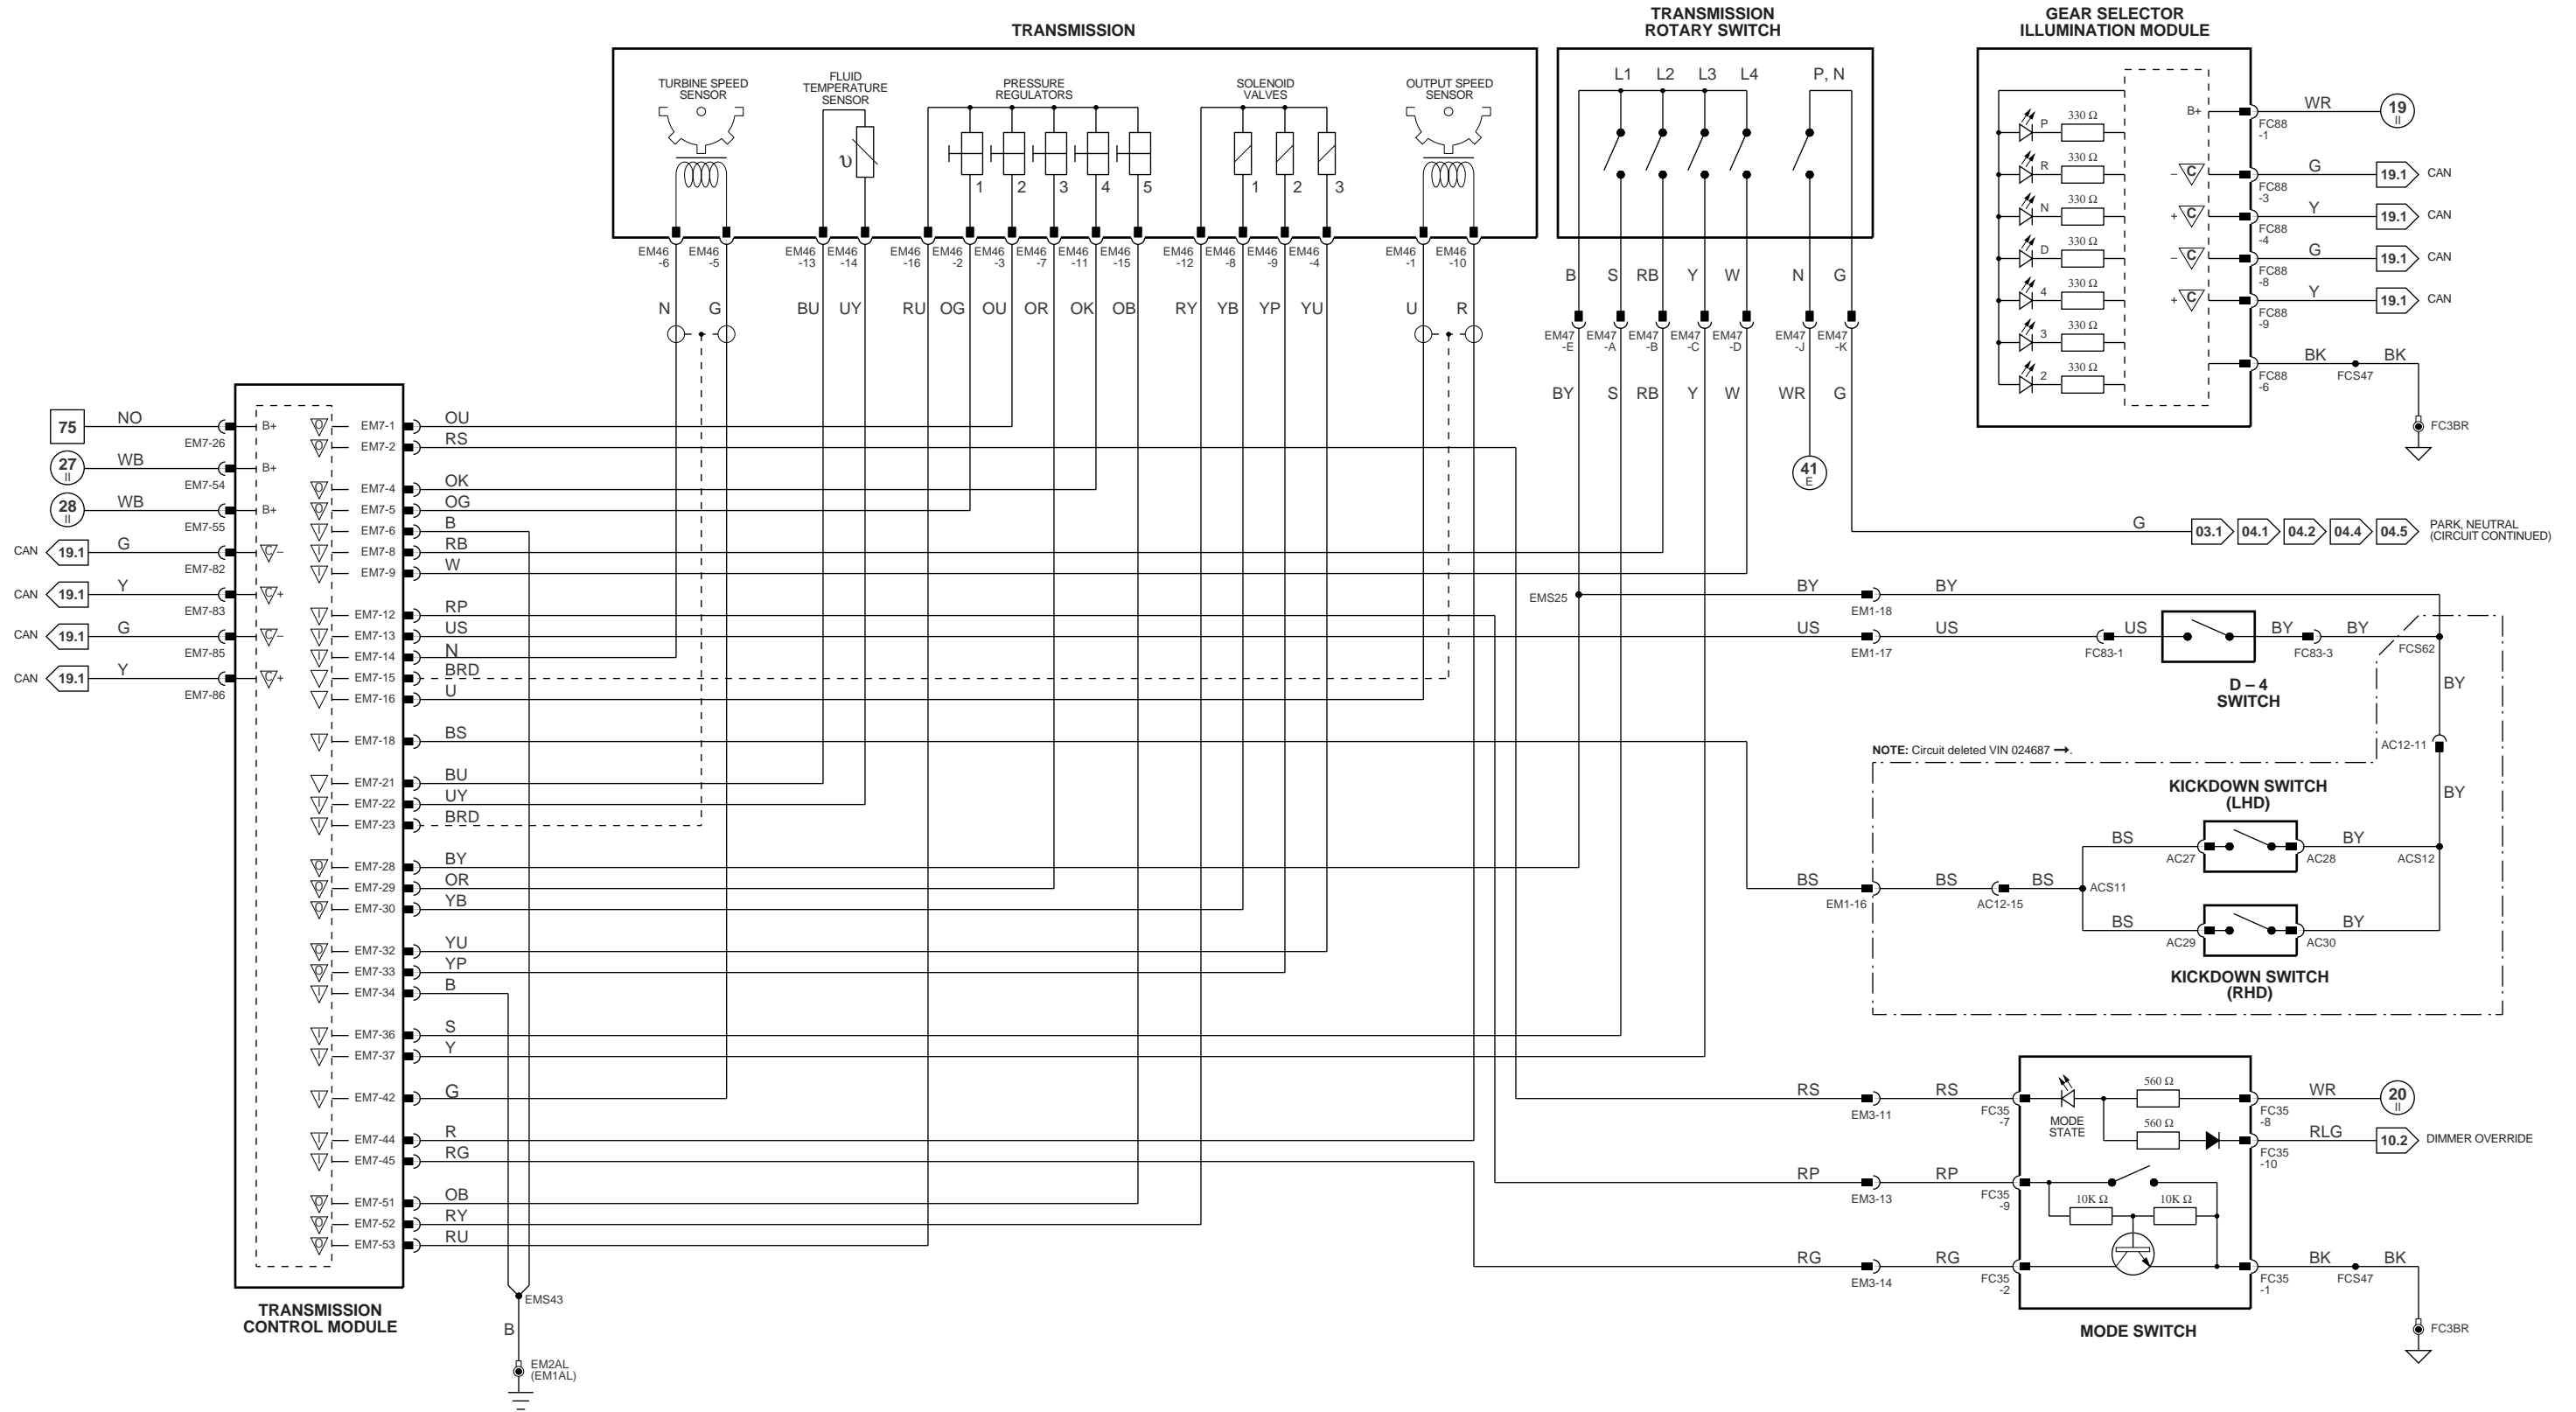 TRANSMISSION
TURBINE SPEED
SENSOR
FLUID
TEMPERATURE
SENSOR
PRESSURE
REGULATORS
SOLENOID
VALVES
OUTPUT SPEED
SENSOR
υ
1 2 3 4 5
1 2 3
EM46
-6
EM46
-5
EM46
-13
EM46
-14
EM46
-16
EM46
-2
EM46
-3
EM46
-7
EM46
-11
EM46
-15
EM46
-12
EM46
-8
EM46
-9
EM46
-4
EM46
-1
EM46
-10
N G BU UY RU OG OU OR OK OB RY YB YP YU U R
TRANSMISSION
ROTARY SWITCH
L1 L2 L3 L4 P, N
B S RB Y W N G
EM47
-E
EM47
-A
EM47
-B
EM47
-C
EM47
-D
EM47
-J
EM47
-K
BY S RB Y W WR G
41
E
G
03.1 04.1 04.2 04.4 04.5
PARK, NEUTRAL
(CIRCUIT CONTINUED)
GEAR SELECTOR
ILLUMINATION MODULE
P 330 Ω
R 330 Ω
N 330 Ω
D 330 Ω
4 330 Ω
3 330 Ω
2 330 Ω
B+ WR 19
II
FC88
-1
– C G 19.1 CAN
FC88
-3
+ C Y 19.1 CAN
FC88
-4
– C G 19.1 CAN
FC88
-8
+ C Y 19.1 CAN
FC88
-9
BK BK
FC88
-6
FCS47
FC3BR
75 NO B+
EM7-26
27
II
WB B+
EM7-54
28
II
WB B+
EM7-55
CAN 19.1 G C –
EM7-82
CAN 19.1 Y C +
EM7-83
CAN 19.1 G C –
EM7-85
CAN 19.1 Y C +
EM7-86
O EM7-1 OU
O EM7-2 RS
O EM7-4 OK
O EM7-5 OG
I EM7-6 B
I EM7-8 RB
I EM7-9 W
I EM7-12 RP
I EM7-13 US
I EM7-14 N
EM7-15 BRD
EM7-16 U
I EM7-18 BS
EM7-21 BU
I EM7-22 UY
I EM7-23 BRD
O EM7-28 BY
O EM7-29 OR
O EM7-30 YB
O EM7-32 YU
O EM7-33 YP
I EM7-34 B
I EM7-36 S
I EM7-37 Y
I EM7-42 G
I EM7-44 R
I EM7-45 RG
O EM7-51 OB
O EM7-52 RY
O EM7-53 RU
TRANSMISSION
CONTROL MODULE
EMS43
B
EM2AL
(EM1AL)
EMS25
BY BY
EM1-18
US US US BY BY
EM1-17 FC83-1 FC83-3 FCS62
D – 4
SWITCH
BY
AC12-11
BY
NOTE: Circuit deleted VIN 024687 ➞.
KICKDOWN SWITCH
(LHD)
BS BY
AC27 AC28 ACS12
BS BS BS
EM1-16 AC12-15 ACS11
BS BY
AC29 AC30
KICKDOWN SWITCH
(RHD)
RS RS
EM3-11
FC35
-7
MODE
STATE
560 Ω
WR 20
II
FC35
-8
560 Ω
RLG 10.2 DIMMER OVERRIDE
FC35
-10
RP RP
EM3-13
FC35
-9
10K Ω 10K Ω
RG RG
EM3-14
FC35
-2
BK BK
FC35
-1
FCS47
MODE SWITCH
FC3BR